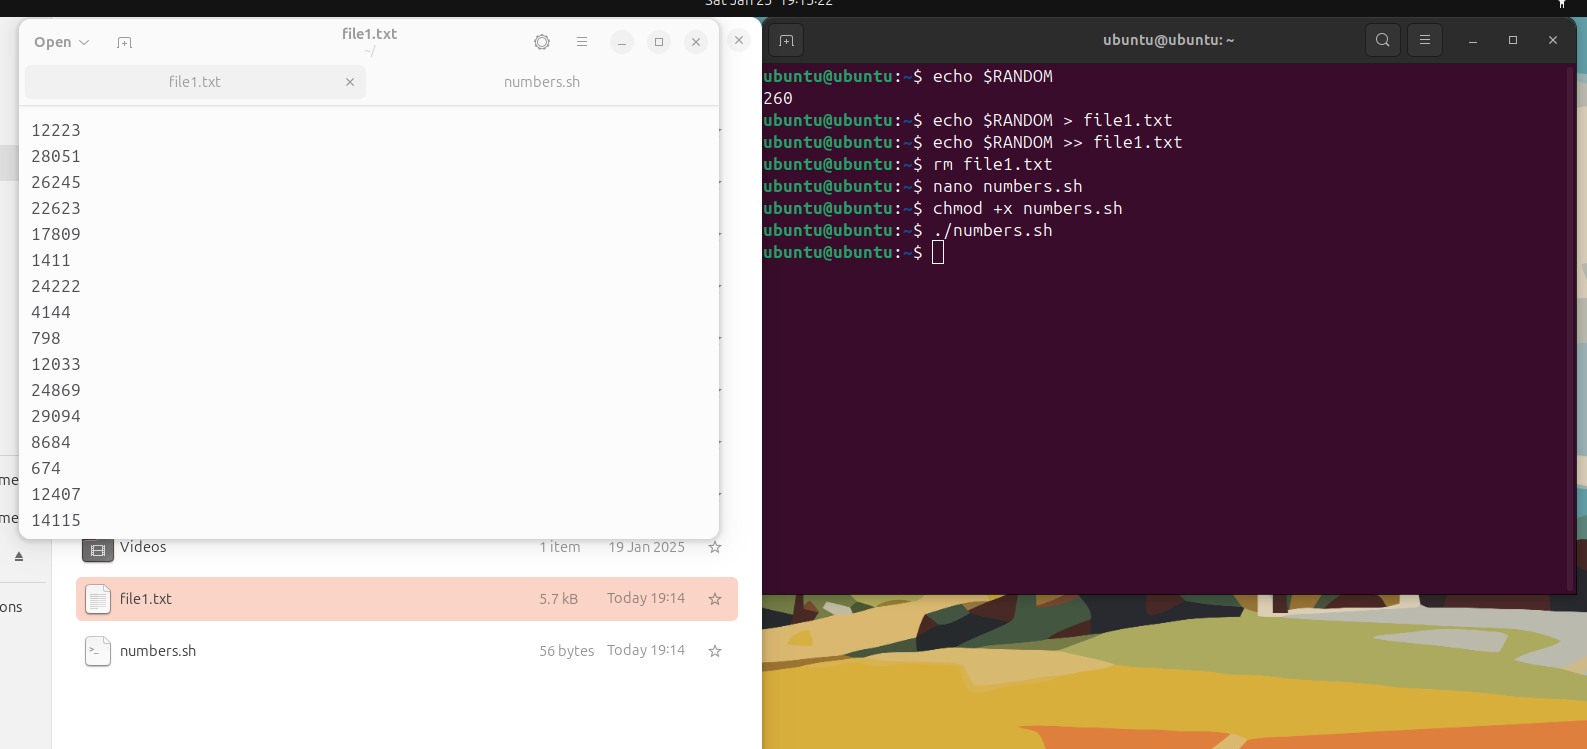 Sat Jan 25 19:15:22
Open
file1.txt
~/
file1.txt
numbers.sh
12223
28051
26245
22623
17809
1411
24222
4144
798
12033
24869
29094
8684
674
12407
14115
me
me
ons
Videos 1 item 19 Jan 2025
file1.txt 5.7 kB Today 19:14
numbers.sh 56 bytes Today 19:14
ubuntu@ubuntu: ~
ubuntu@ubuntu:~$ echo $RANDOM
260
ubuntu@ubuntu:~$ echo $RANDOM > file1.txt
ubuntu@ubuntu:~$ echo $RANDOM >> file1.txt
ubuntu@ubuntu:~$ rm file1.txt
ubuntu@ubuntu:~$ nano numbers.sh
ubuntu@ubuntu:~$ chmod +x numbers.sh
ubuntu@ubuntu:~$ ./numbers.sh
ubuntu@ubuntu:~$